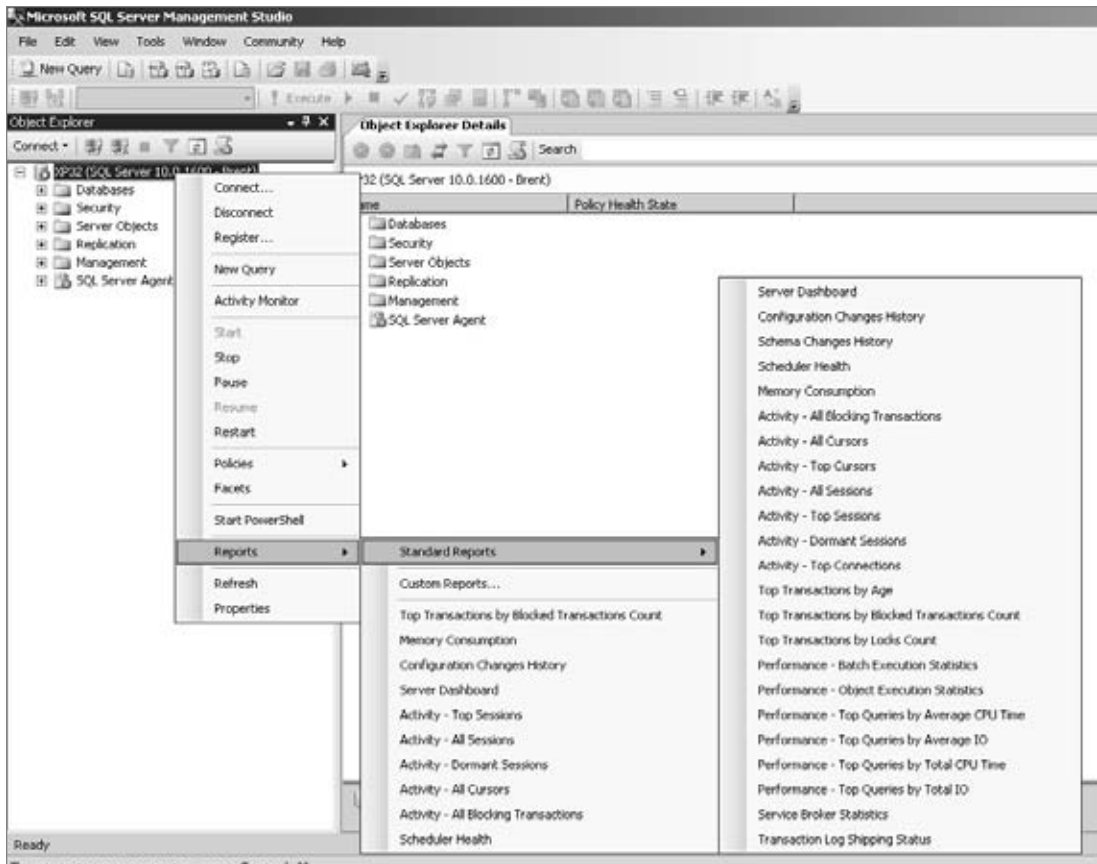 Microsoft SQL Server Management Studio
File Edit View Tools Window Community Help
New Query
Execute
Object Explorer
Connect
XP32 (SQL Server 10.0.1600 - Brent)
Databases
Security
Server Objects
Replication
Management
SQL Server Agent
Connect...
Disconnect
Register...
New Query
Activity Monitor
Start
Stop
Pause
Resume
Restart
Policies
Facets
Start PowerShell
Reports
Refresh
Properties
Object Explorer Details
Search
(SQL Server 10.0.1600 - Brent)
Policy Health State
Databases
Security
Server Objects
Replication
Management
SQL Server Agent
Standard Reports
Custom Reports...
Top Transactions by Blocked Transactions Count
Memory Consumption
Configuration Changes History
Server Dashboard
Activity - Top Sessions
Activity - All Sessions
Activity - Dormant Sessions
Activity - All Cursors
Activity - All Blocking Transactions
Scheduler Health
Server Dashboard
Configuration Changes History
Schema Changes History
Scheduler Health
Memory Consumption
Activity - All Blocking Transactions
Activity - All Cursors
Activity - Top Cursors
Activity - All Sessions
Activity - Top Sessions
Activity - Dormant Sessions
Activity - Top Connections
Top Transactions by Age
Top Transactions by Blocked Transactions Count
Top Transactions by Locks Count
Performance - Batch Execution Statistics
Performance - Object Execution Statistics
Performance - Top Queries by Average CPU Time
Performance - Top Queries by Average IO
Performance - Top Queries by Total CPU Time
Performance - Top Queries by Total IO
Service Broker Statistics
Transaction Log Shipping Status
Ready